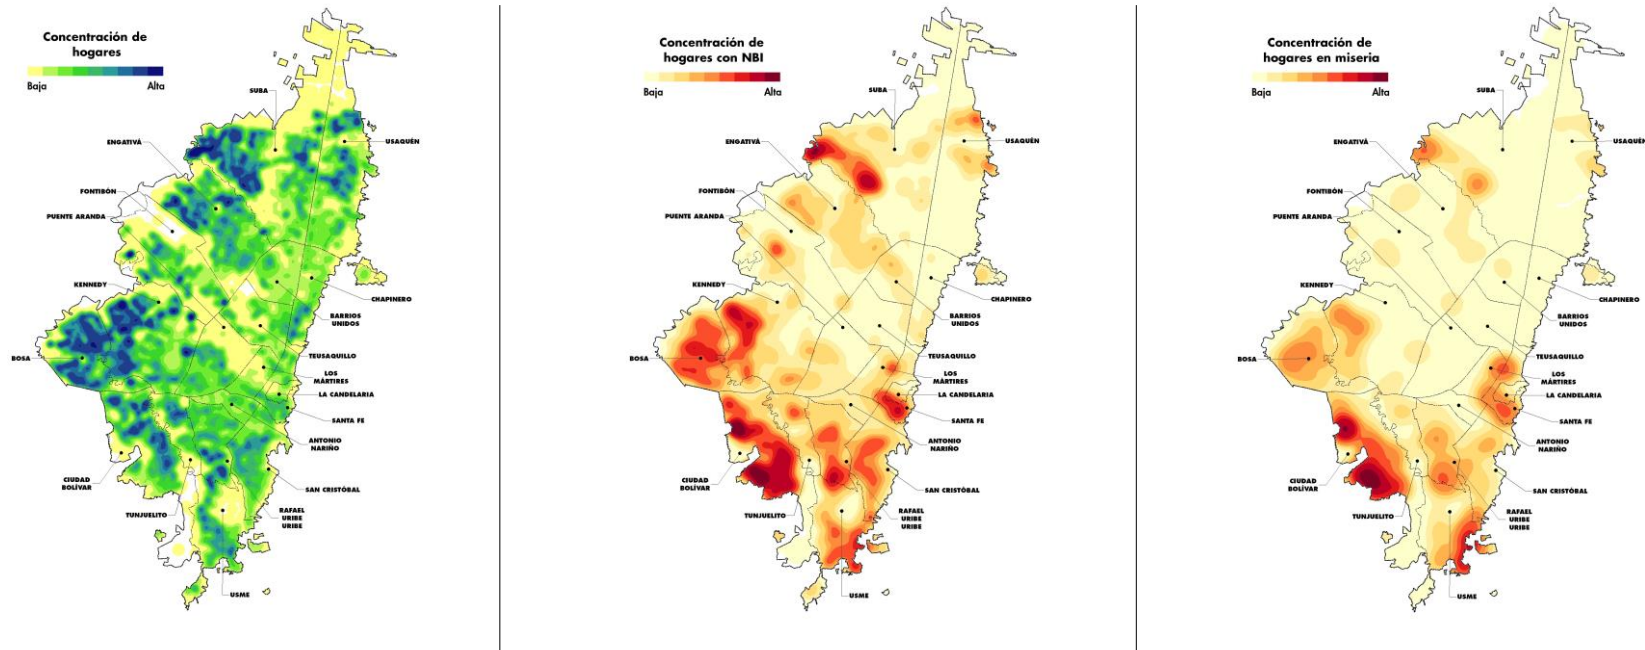 Concentración de
hogares
Baja
Alta
SUBA
ENGATIVÁ
USAQUÉN
FONTIBÓN
PUENTE ARANDA
KENNEDY
CHAPINERO
BARRIOS
UNIDOS
BOSA
TEUSAQUILLO
LOS
MÁRTIRES
LA CANDELARIA
SANTA FE
ANTONIO
NARIÑO
CIUDAD
BOLÍVAR
SAN CRISTÓBAL
TUNJUELITO
RAFAEL
URIBE
URIBE
USME
Concentración de
hogares con NBI
Baja
Alta
SUBA
ENGATIVÁ
USAQUÉN
FONTIBÓN
PUENTE ARANDA
KENNEDY
CHAPINERO
BARRIOS
UNIDOS
BOSA
TEUSAQUILLO
LOS
MÁRTIRES
LA CANDELARIA
SANTA FE
ANTONIO
NARIÑO
CIUDAD
BOLÍVAR
SAN CRISTÓBAL
TUNJUELITO
RAFAEL
URIBE
URIBE
USME
Concentración de
hogares en miseria
Baja
Alta
SUBA
ENGATIVÁ
USAQUÉN
FONTIBÓN
PUENTE ARANDA
KENNEDY
CHAPINERO
BARRIOS
UNIDOS
BOSA
TEUSAQUILLO
LOS
MÁRTIRES
LA CANDELARIA
SANTA FE
ANTONIO
NARIÑO
CIUDAD
BOLÍVAR
SAN CRISTÓBAL
TUNJUELITO
RAFAEL
URIBE
URIBE
USME